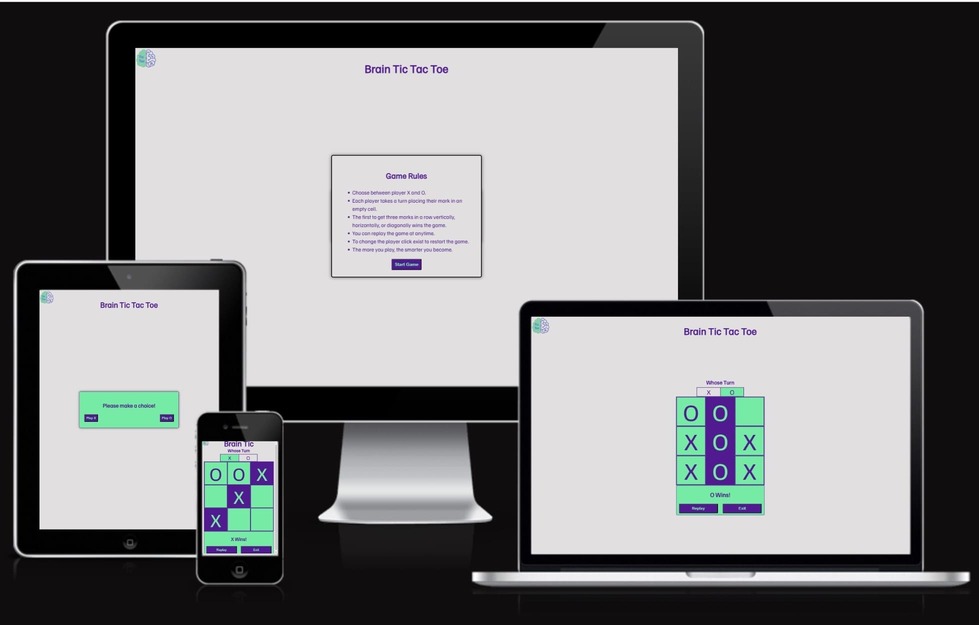 Brain Tic Tac Toe
Game Rules
• Choose between player X and O.
• Each player takes a turn placing their mark in an
empty cell.
• The first to get three marks in a row vertically,
horizontally, or diagonally wins the game.
• You can replay the game at anytime.
• To change the player click exist to restart the game.
• The more you play, the smarter you become.
Start Game
Brain Tic Tac Toe
Please make a choice!
Play X Play O
Brain Tic
Whose Turn
X O
O O X
X
X
X Wins!
Replay Exit
Brain Tic Tac Toe
Whose Turn
X O
O O
X O X
X O X
O Wins!
Replay Exit